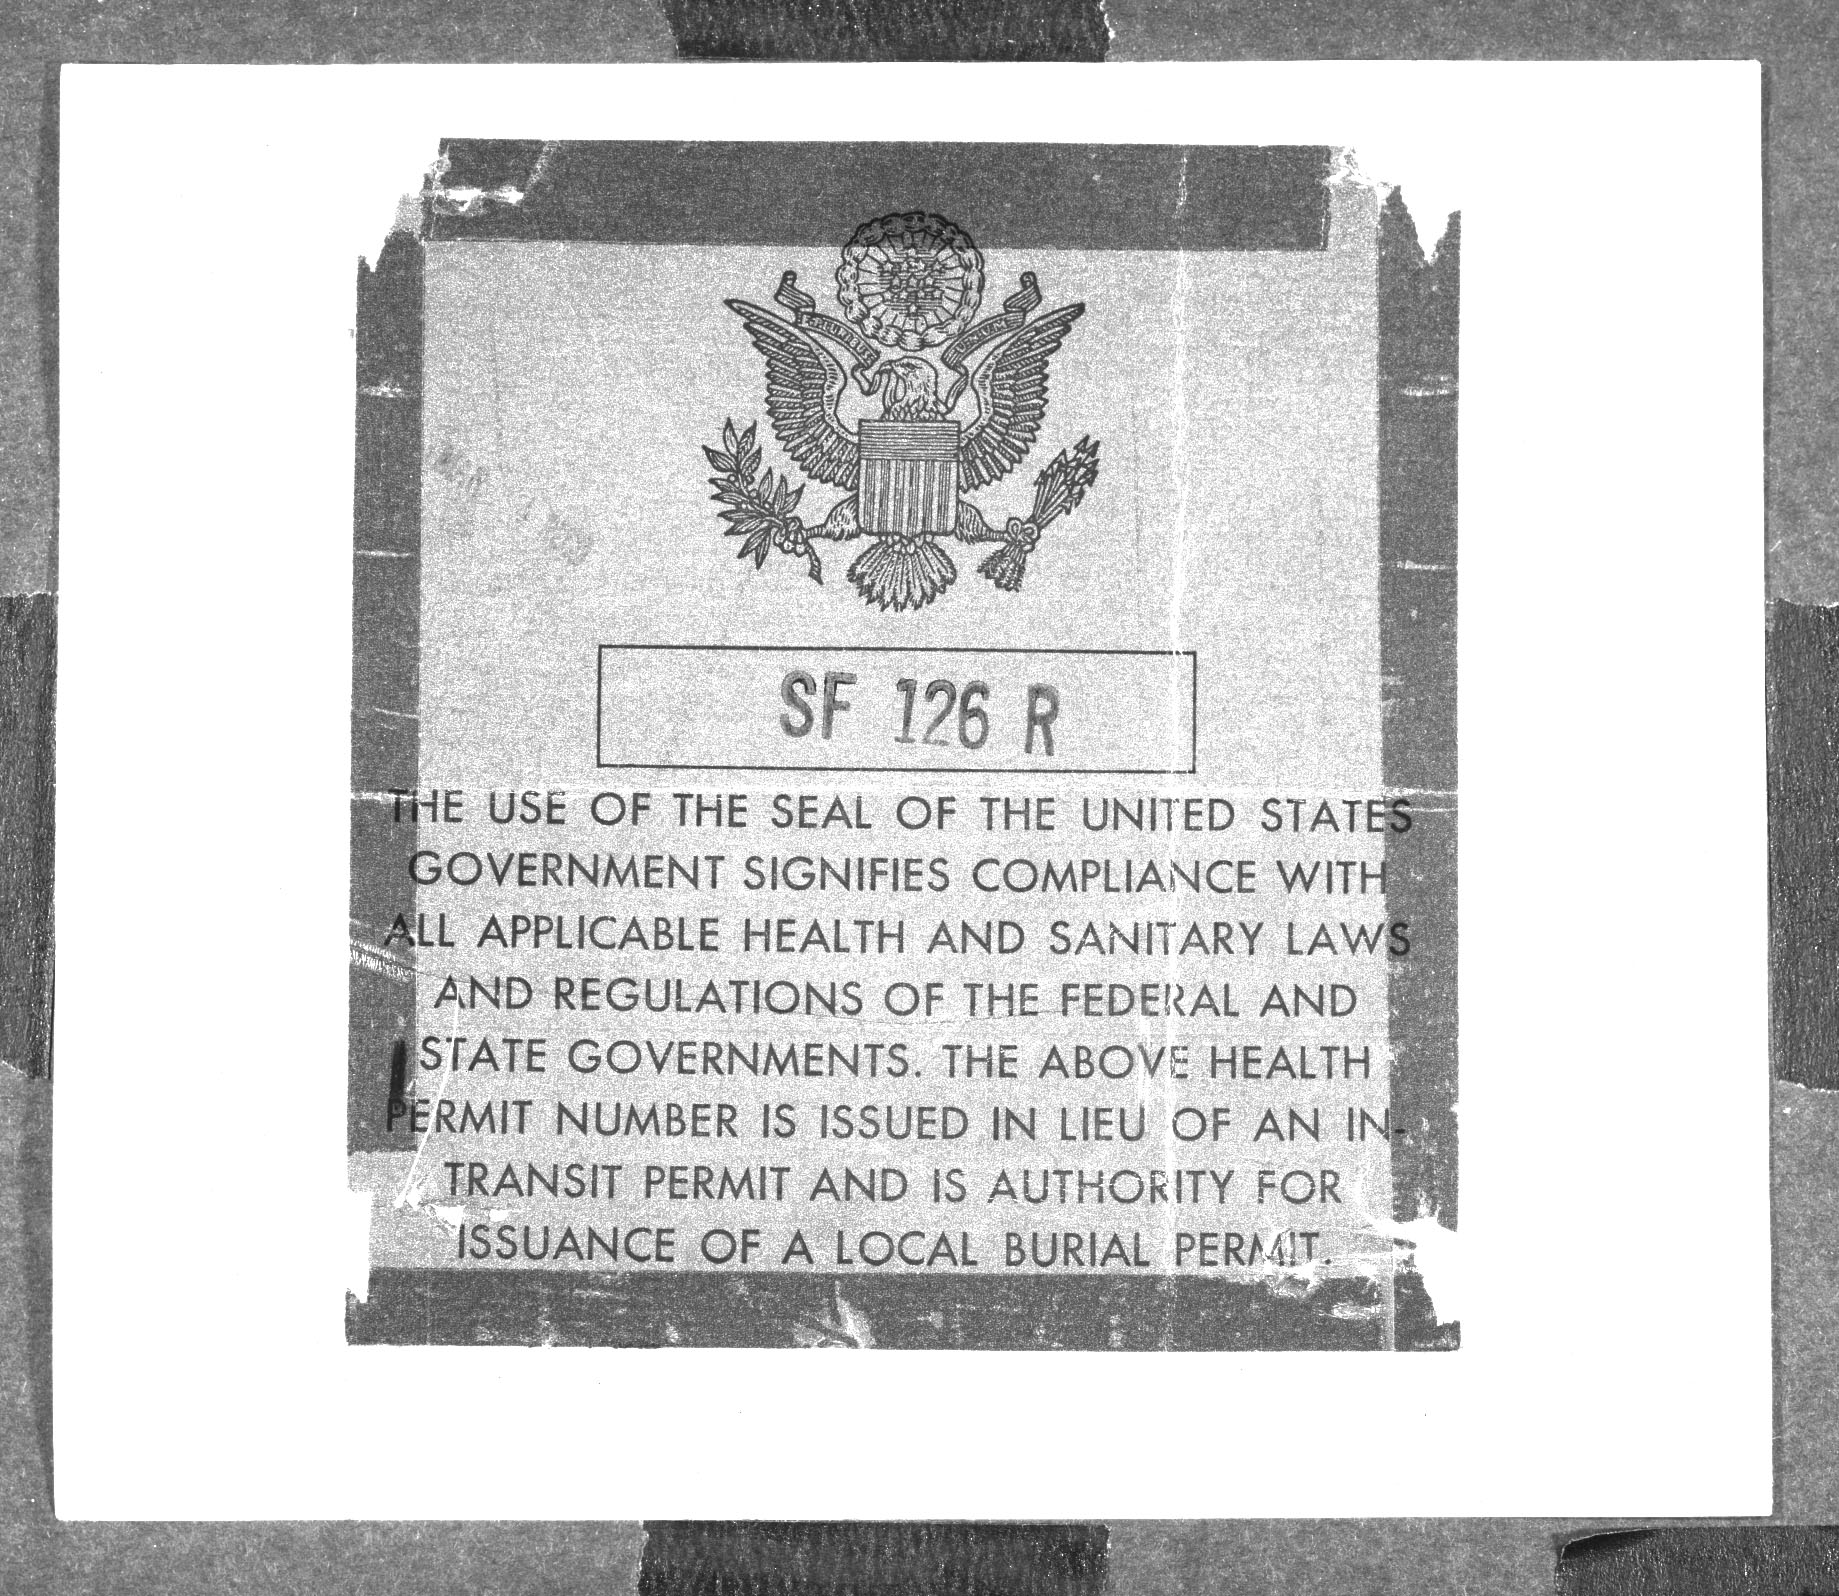 SF 126 R
THE USE OF THE SEAL OF THE UNITED STATES
GOVERNMENT SIGNIFIES COMPLIANCE WITH
ALL APPLICABLE HEALTH AND SANITARY LAWS
AND REGULATIONS OF THE FEDERAL AND
STATE GOVERNMENTS. THE ABOVE HEALTH
PERMIT NUMBER IS ISSUED IN LIEU OF AN IN-
TRANSIT PERMIT AND IS AUTHORITY FOR
ISSUANCE OF A LOCAL BURIAL PERMIT.